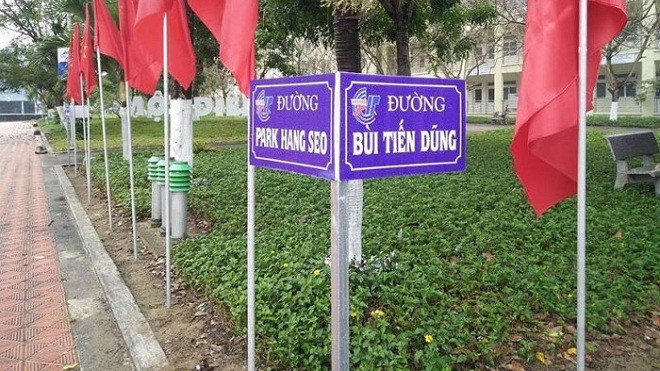 ĐƯỜNG
PARK HANG SEO
ĐƯỜNG
BÙI TIẾN DŨNG